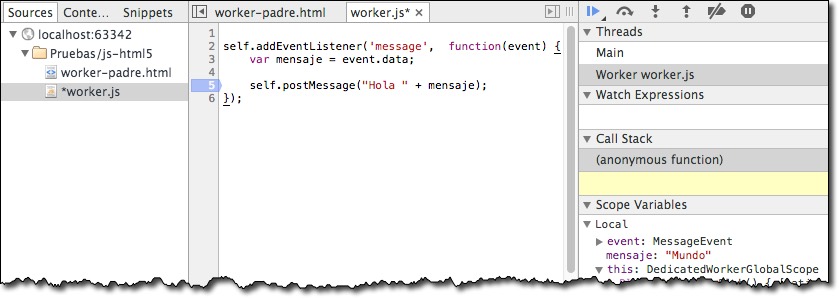 Sources Conte... Snippets
localhost:63342
Pruebas/js-html5
worker-padre.html
*worker.js
worker-padre.html worker.js* ×
1
2 self.addEventListener('message', function(event) {
3 var mensaje = event.data;
4
5 self.postMessage("Hola " + mensaje);
6 });
Threads
Main
Worker worker.js
Watch Expressions
Call Stack
(anonymous function)
Scope Variables
Local
event: MessageEvent
mensaje: "Mundo"
this: DedicatedWorkerGlobalScope